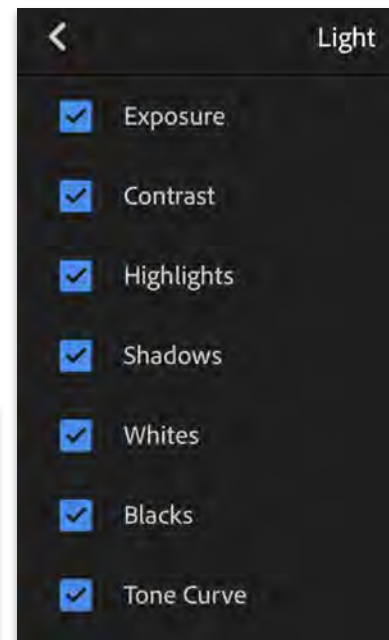 Light
Exposure
Contrast
Highlights
Shadows
Whites
Blacks
Tone Curve